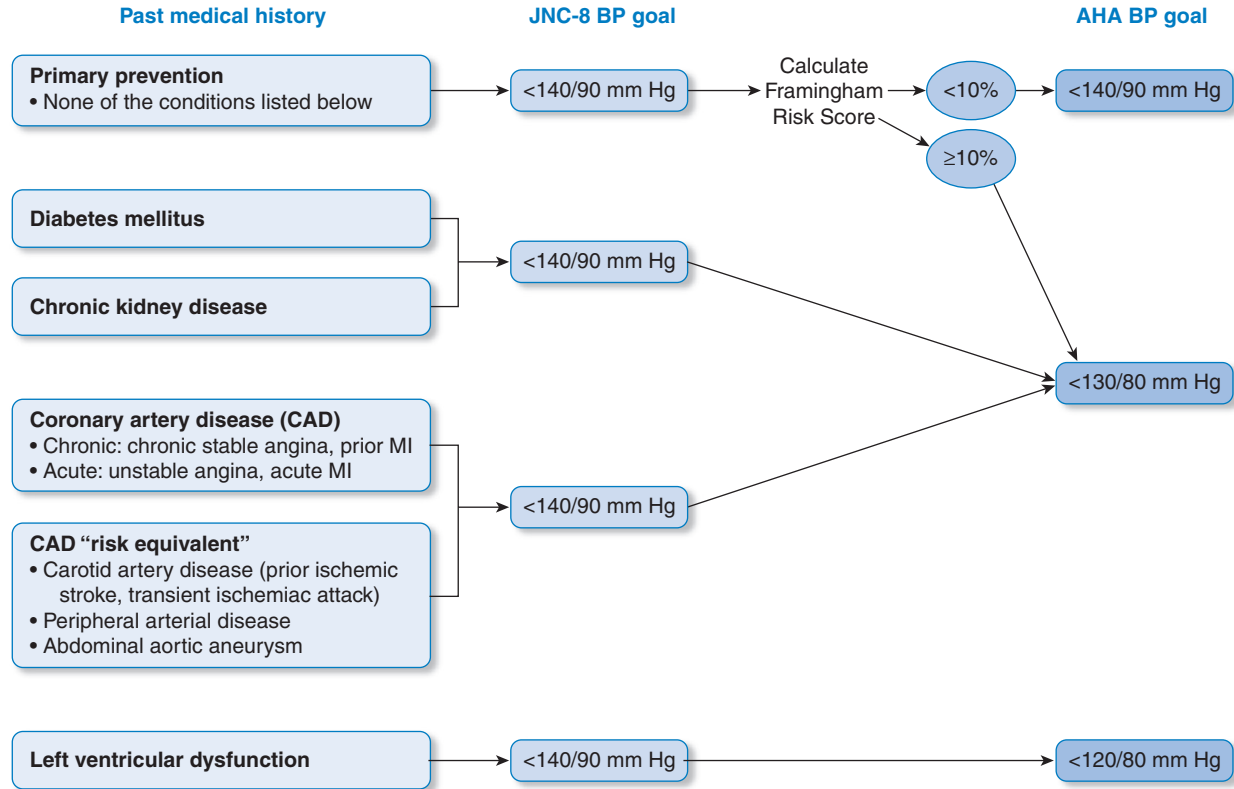 Past medical history
JNC-8 BP goal
AHA BP goal
Primary prevention
• None of the conditions listed below
<140/90 mm Hg
Calculate
Framingham
Risk Score
<10%
<140/90 mm Hg
≥10%
Diabetes mellitus
<140/90 mm Hg
Chronic kidney disease
<130/80 mm Hg
Coronary artery disease (CAD)
• Chronic: chronic stable angina, prior MI
• Acute: unstable angina, acute MI
<140/90 mm Hg
CAD “risk equivalent”
• Carotid artery disease (prior ischemic
stroke, transient ischemiac attack)
• Peripheral arterial disease
• Abdominal aortic aneurysm
Left ventricular dysfunction
<140/90 mm Hg
<120/80 mm Hg